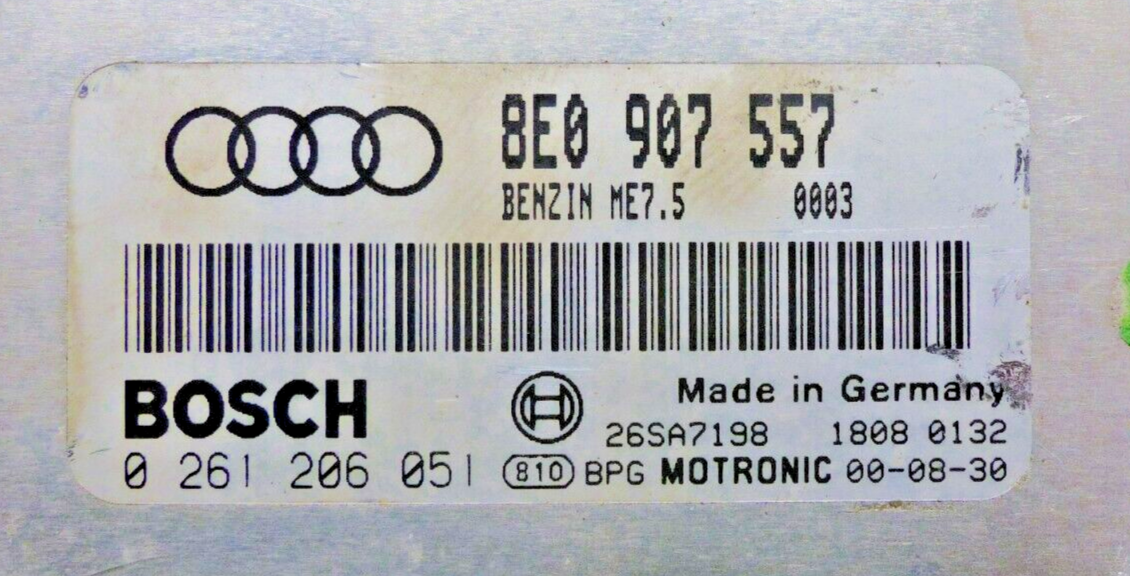 8E0 907 557
BENZIN ME7.5 0003
BOSCH
Made in Germany
26SA7198 1808 0132
0 261 206 051 810 BPG MOTRONIC 00-08-30